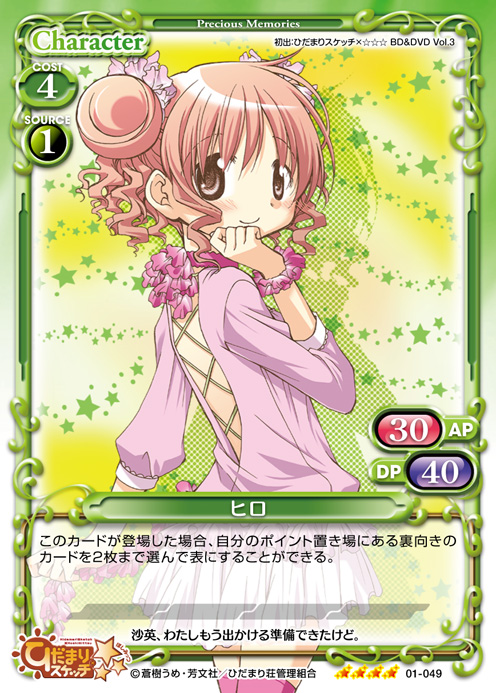 Precious Memories
Character
初出:ひだまりスケッチ×☆☆☆ BD&DVD Vol.3
COST
4
SOURCE
1
30 AP
DP 40
ヒロ
このカードが登場した場合、自分のポイント置き場にある裏向きの
カードを2枚まで選んで表にすることができる。
沙英、わたしもう出かける準備できたけど。
ひだまり
スケッチ
©蒼樹うめ・芳文社/ひだまり荘管理組合
01-049